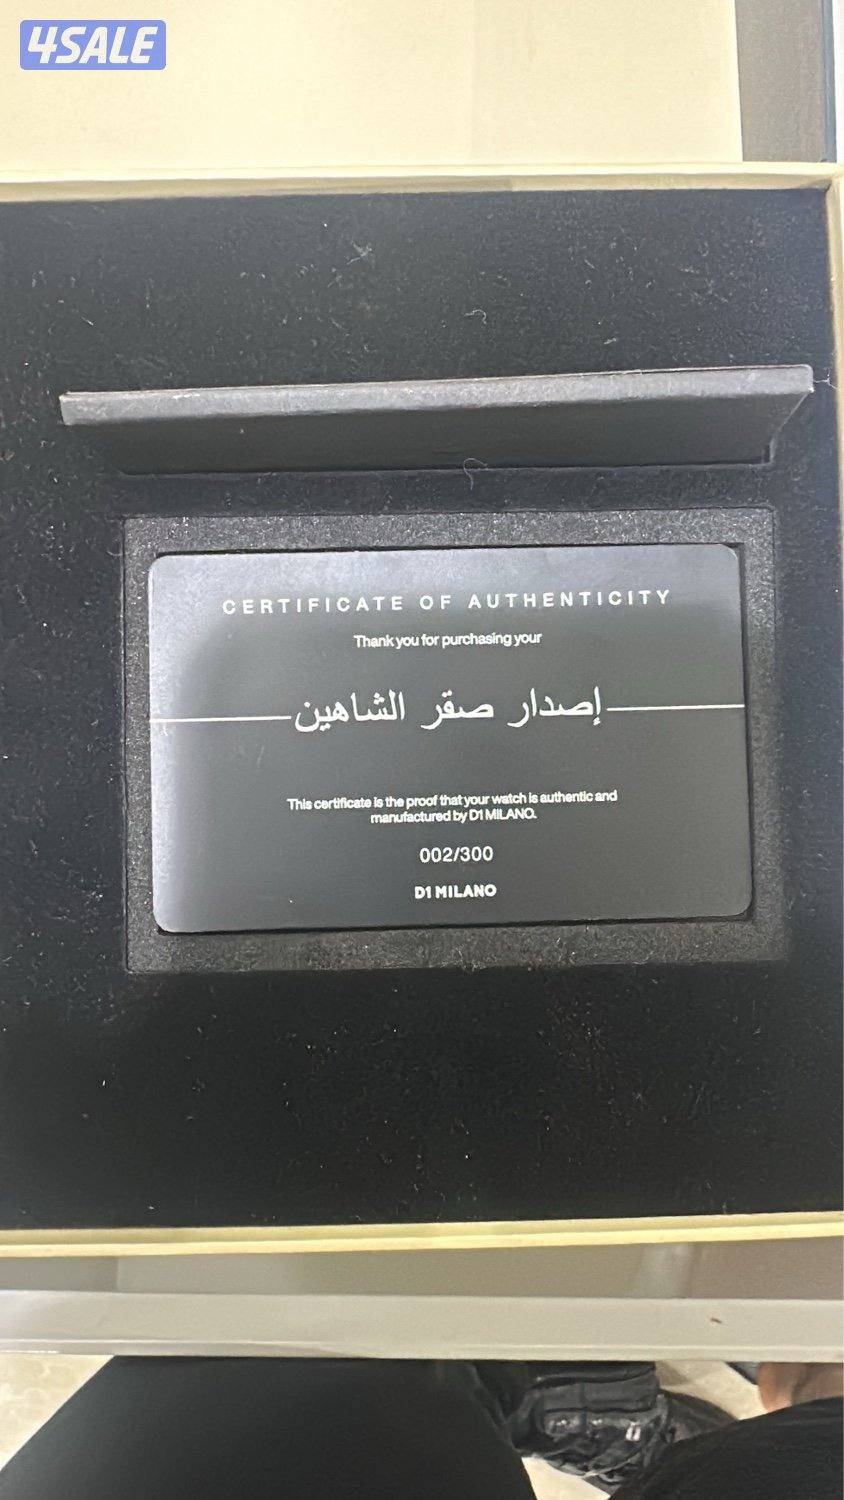 4SALE
CERTIFICATE OF AUTHENTICITY
Thank you for purchasing your
إصدار صقر الشاهين
This certificate is the proof that your watch is authentic and
manufactured by D1 MILANO.
002/300
D1 MILANO